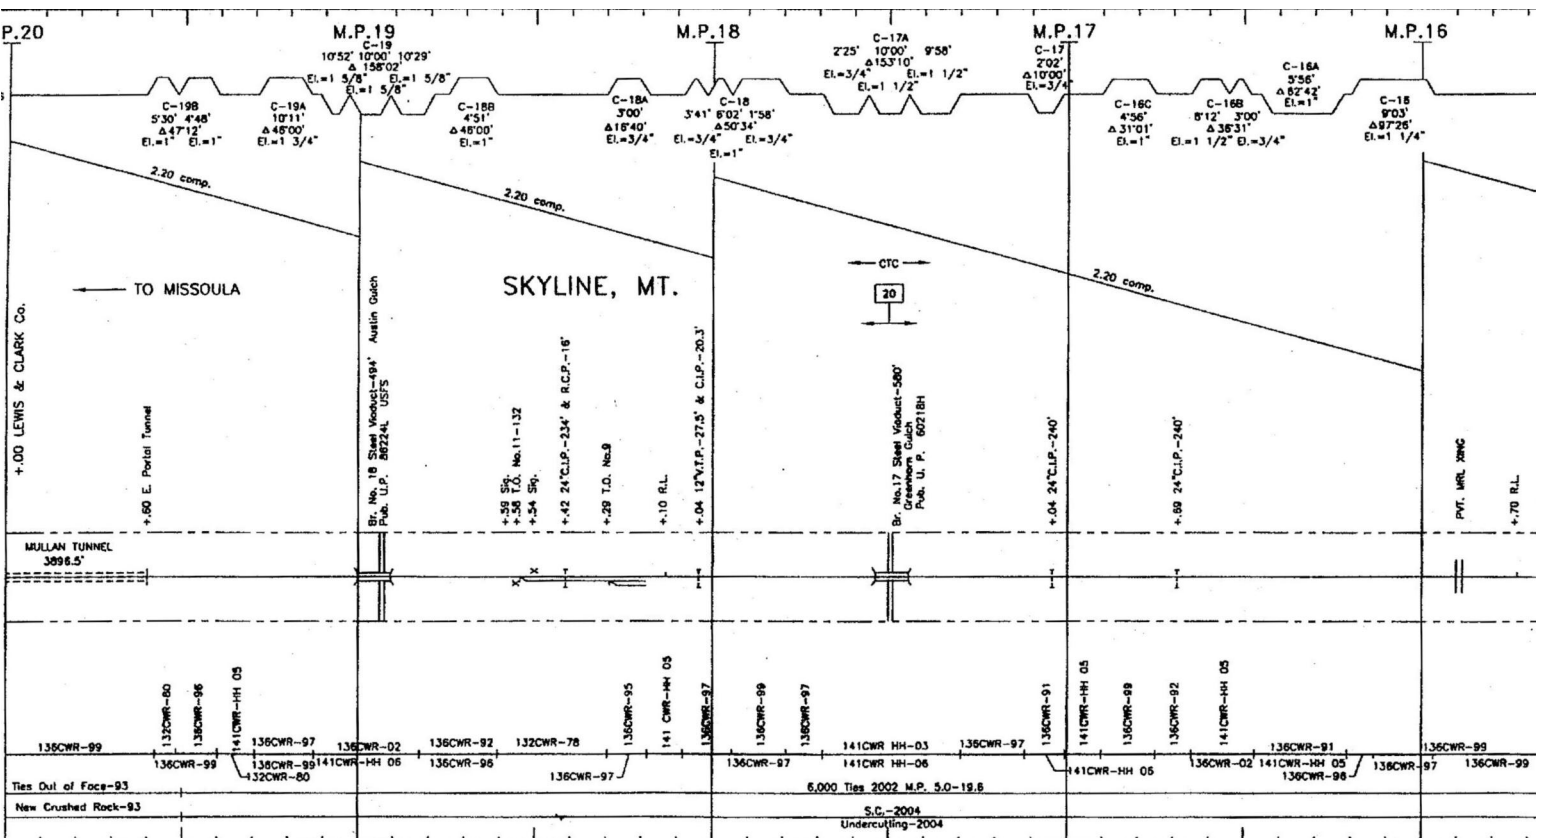 P.20
M.P.19
M.P.18
M.P.17
M.P.16
C-19
10°52' 10°00' 10°29'
Δ 158°02'
El.=1 5/8" El.=1 5/8"
El.=1 5/8"
C-17A
2°25' 10°00' 9°58'
Δ153°10'
El.=3/4" El.=1 1/2"
El.=1 1/2"
C-17
2°02'
Δ10°00'
El.=3/4
C-16A
5°56'
Δ82°42'
El.=1"
C-19B
5°30' 4°48'
Δ47°12'
El.=1" El.=1"
C-19A
10°11'
Δ46°00'
El.=1 3/4"
C-18B
4°51'
Δ46°00'
El.=1"
C-18A
3°00'
Δ16°40'
El.=3/4"
C-18
3°41' 6°02' 1°58'
Δ50°34'
El.=3/4" El.=3/4"
El.=1"
C-16C
4°56'
Δ31°01'
El.=1"
C-16B
8°12' 3°00'
Δ36°31'
El.=1 1/2" El.=3/4"
C-16
9°03'
Δ97°26'
El.=1 1/4"
2.20 comp.
2.20 comp.
2.20 comp.
TO MISSOULA
SKYLINE, MT.
CTC
20
+.00 LEWIS & CLARK Co.
+.60 E. Portal Tunnel
Br. No. 18 Steel Viaduct-494' Austin Gulch
Pub. U.P. 88224L USFS
+.59 Sig.
+.58 T.O. No.11-132
+.54 Sig.
+.42 24"C.I.P.-234' & R.C.P.-16'
+.29 T.O. No.9
+.10 R.L.
+.04 12"V.T.P.-27.5' & C.I.P.-20.3'
Br. No.17 Steel Viaduct-580'
Greenhorn Gulch
Pub. U. P. 60218H
+.04 24"C.I.P.-240'
+.69 24"C.I.P.-240'
PVT. MRL XING
+.70 R.L.
MULLAN TUNNEL
3896.5'
132CWR-80
136CWR-96
141CWR-HH 05
136CWR-95
141 CWR-HH 05
136CWR-97
136CWR-99
136CWR-97
136CWR-91
141CWR-HH 05
136CWR-99
136CWR-92
141CWR-HH 05
136CWR-99
136CWR-97
136CWR-02
136CWR-92
132CWR-78
141CWR HH-03
136CWR-97
136CWR-91
136CWR-99
136CWR-99
132CWR-80
136CWR-99
141CWR-HH 06
136CWR-96
136CWR-97
136CWR-97
141CWR HH-06
141CWR-HH 05
136CWR-02
141CWR-HH 05
136CWR-96
136CWR-97
136CWR-99
Ties Out of Face-93
6,000 Ties 2002 M.P. 5.0-19.6
New Crushed Rock-93
S.C.-2004
Undercutting-2004